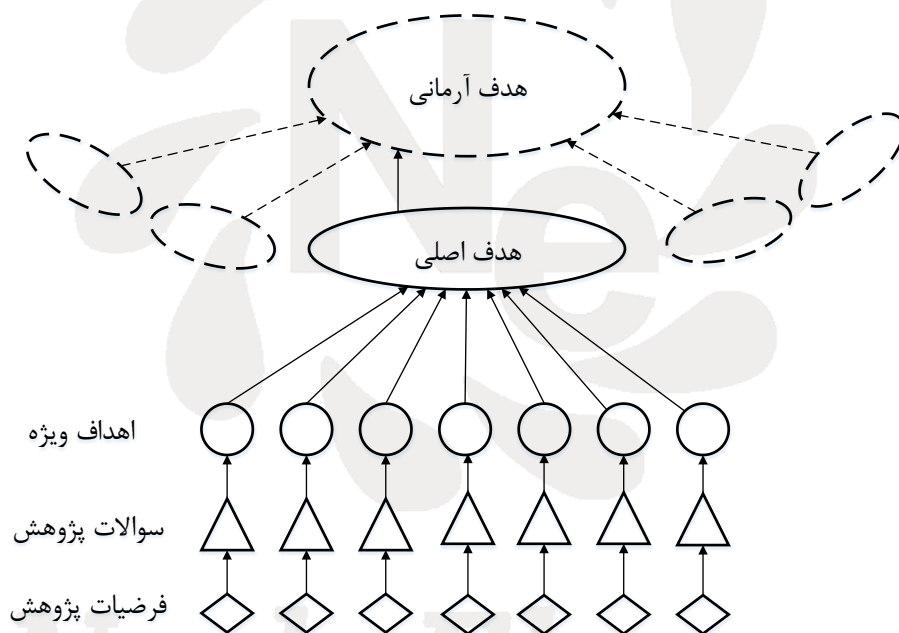 هدف آرمانی
هدف اصلی
اهداف ویژه
سوالات پژوهش
فرضیات پژوهش